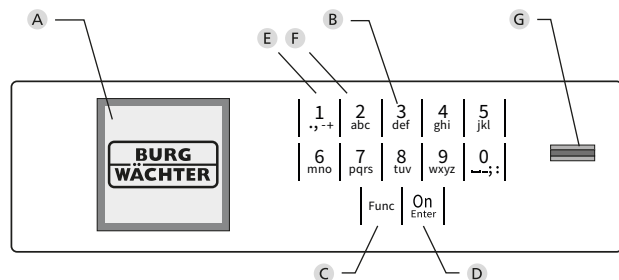 A
E F
B
G
1 2 3 4 5
.,-+ abc def ghi jkl
BURG
WÄCHTER
6 7 8 9 0
mno pqrs tuv wxyz ⎵-;:
Func On
Enter
C
D